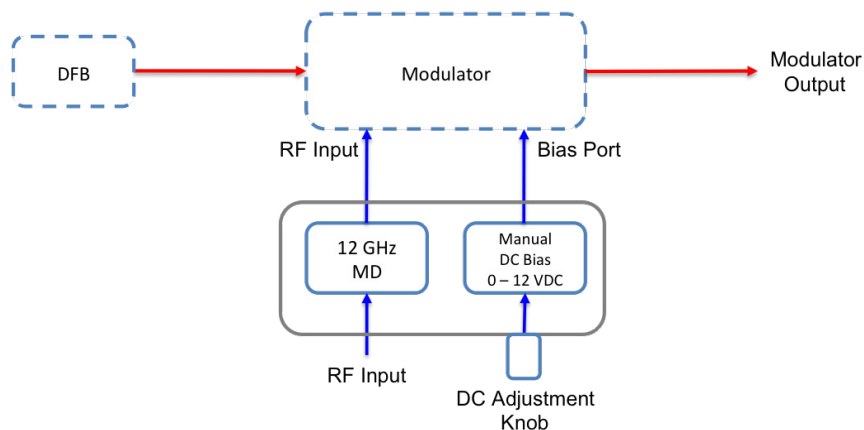 DFB
Modulator
Modulator
Output
RF Input
Bias Port
12 GHz
MD
Manual
DC Bias
0 – 12 VDC
RF Input
DC Adjustment
Knob